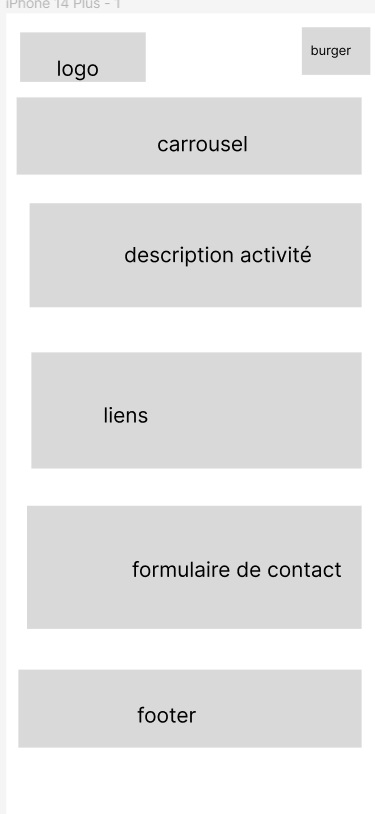 iPhone 14 Plus - 1
logo
burger
carrousel
description activité
liens
formulaire de contact
footer